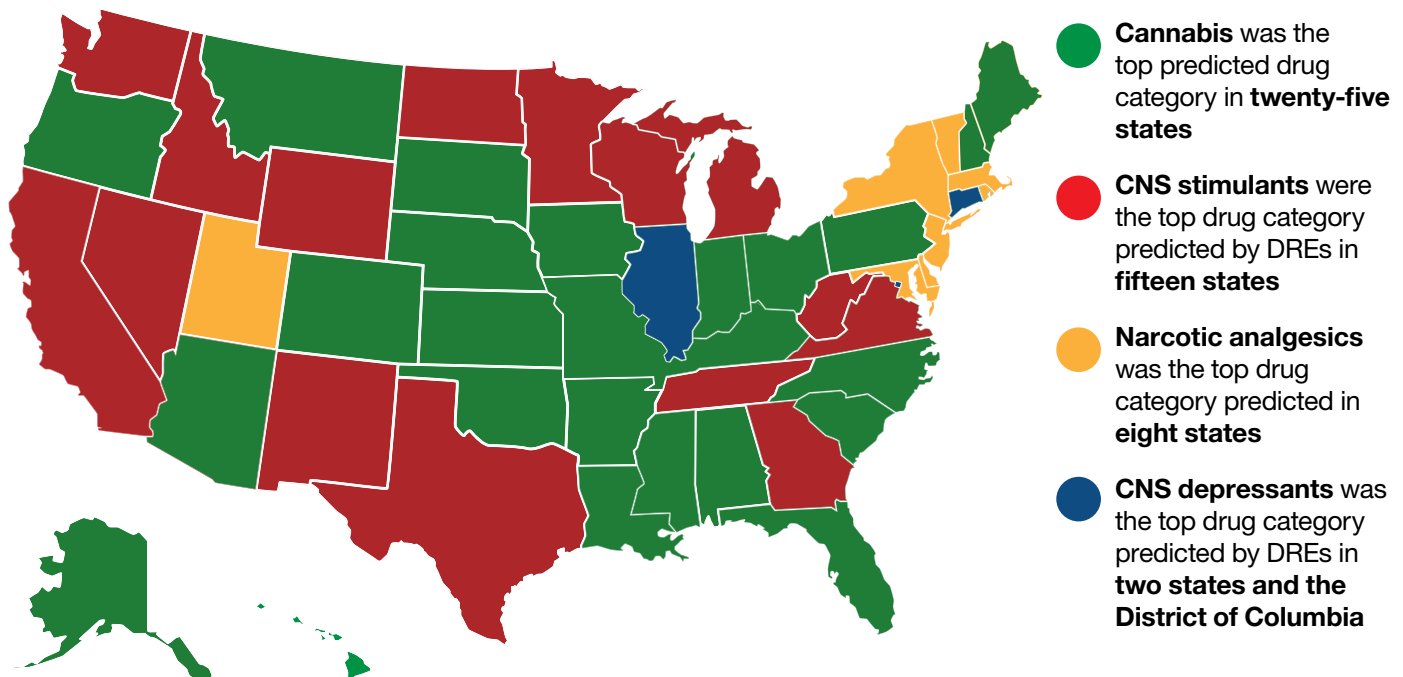 Cannabis was the
top predicted drug
category in twenty-five
states
CNS stimulants were
the top drug category
predicted by DREs in
fifteen states
Narcotic analgesics
was the top drug
category predicted in
eight states
CNS depressants was
the top drug category
predicted by DREs in
two states and the
District of Columbia